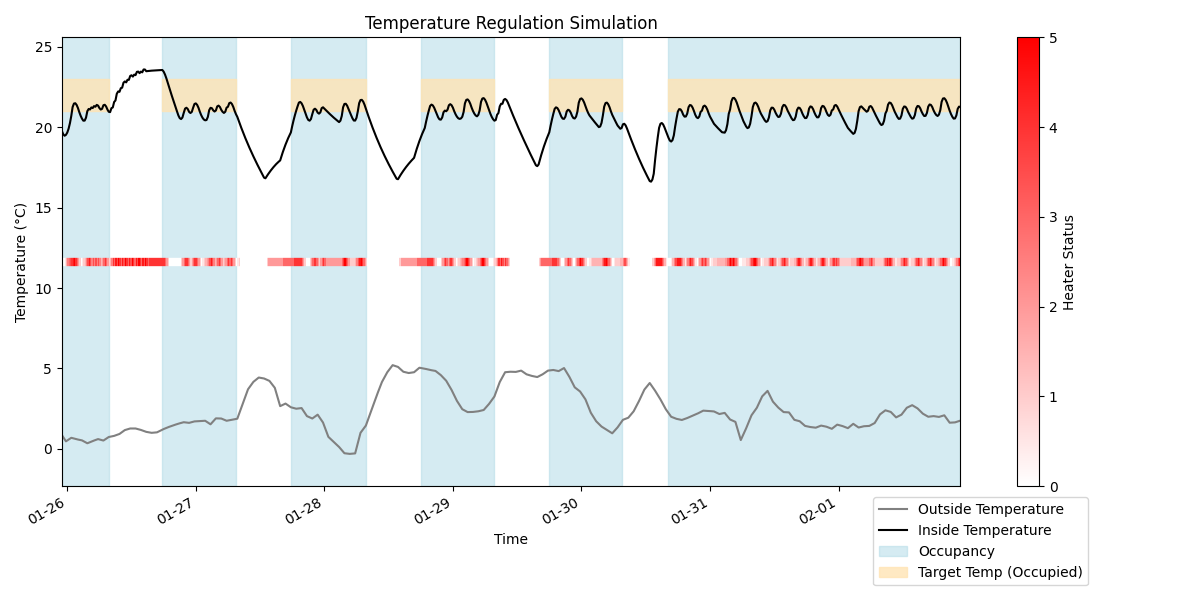 Temperature Regulation Simulation
25
20
15
10
5
0
Temperature (°C)
01-26
01-27
01-28
01-29
01-30
01-31
02-01
Time
5
4
3
2
1
0
Heater Status
Outside Temperature
Inside Temperature
Occupancy
Target Temp (Occupied)